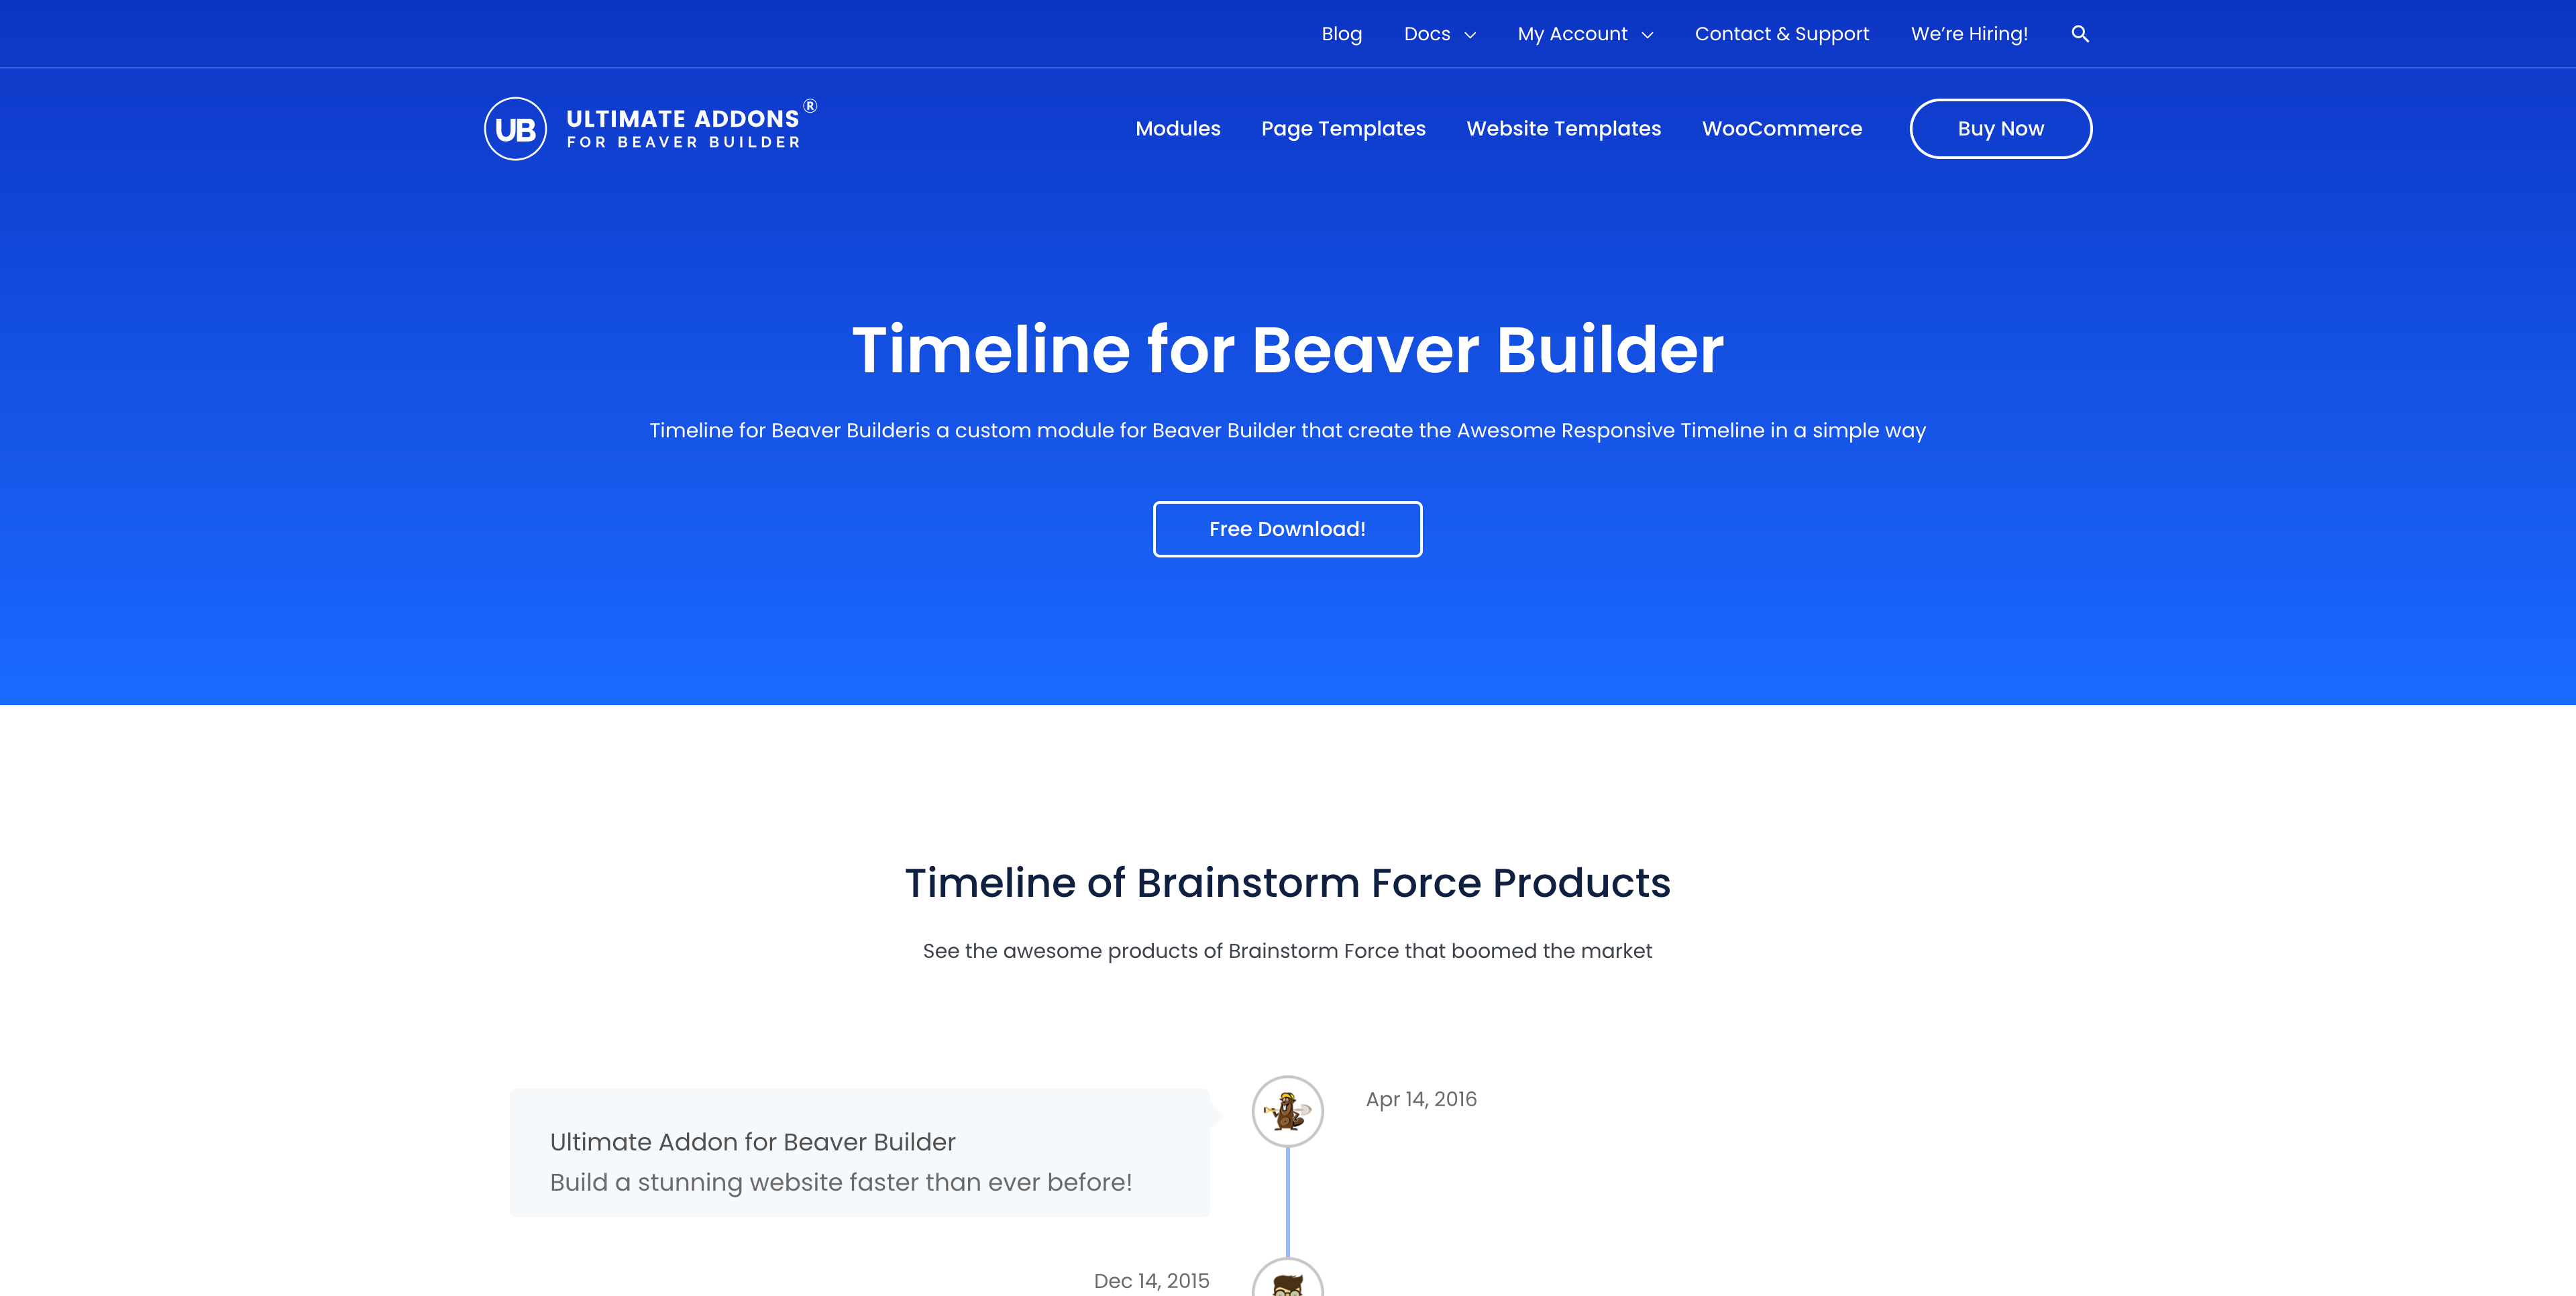 Blog Docs My Account Contact & Support We're Hiring!
UB ULTIMATE ADDONS ®
FOR BEAVER BUILDER
Modules Page Templates Website Templates WooCommerce Buy Now
Timeline for Beaver Builder
Timeline for Beaver Builderis a custom module for Beaver Builder that create the Awesome Responsive Timeline in a simple way
Free Download!
Timeline of Brainstorm Force Products
See the awesome products of Brainstorm Force that boomed the market
Apr 14, 2016
Ultimate Addon for Beaver Builder
Build a stunning website faster than ever before!
Dec 14, 2015